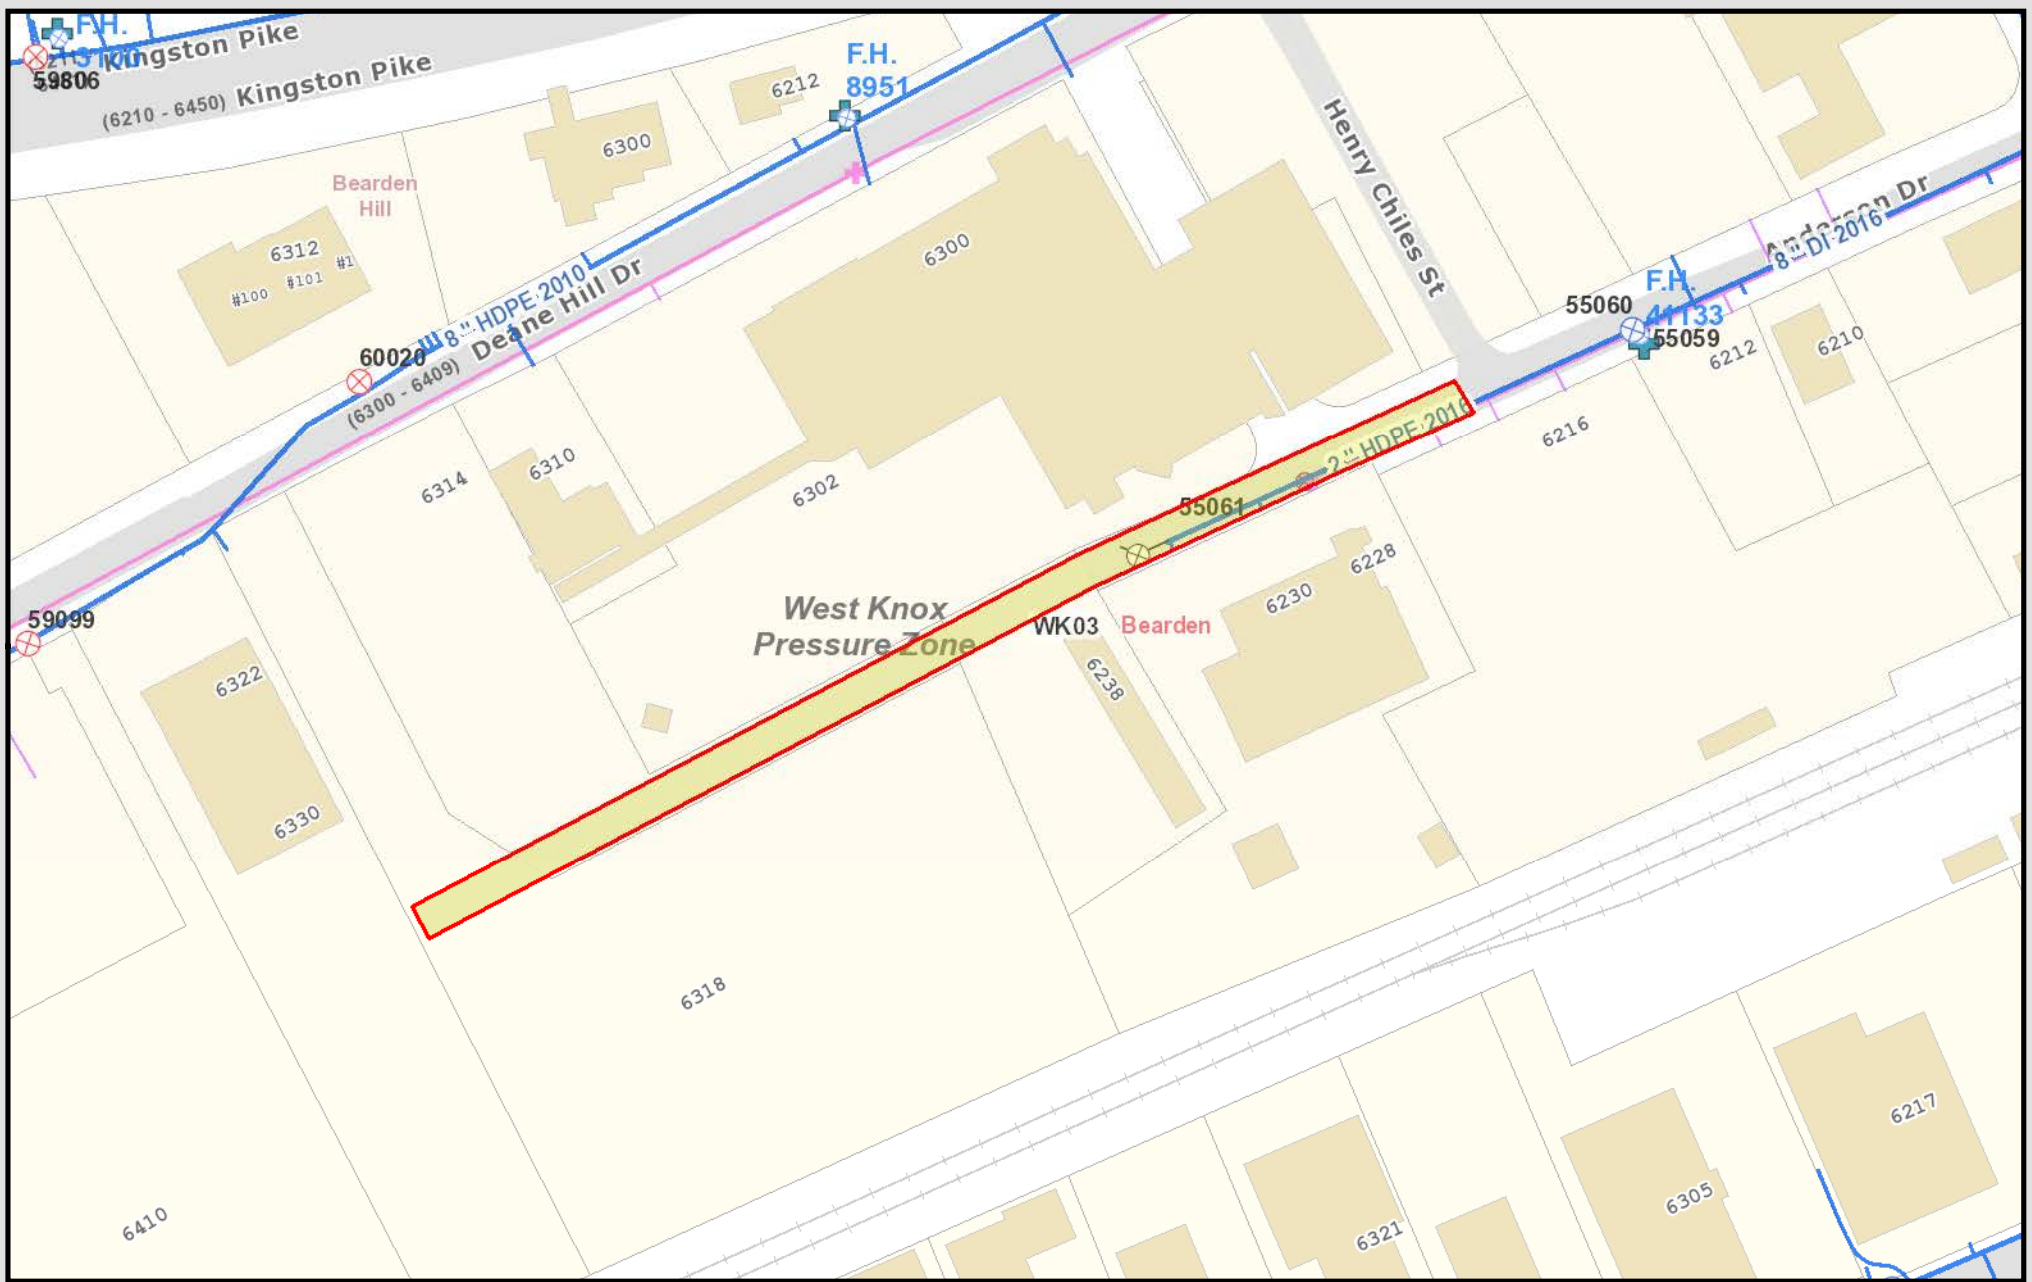 F.H.
3100
Kingston Pike
59806
(6210 - 6450) Kingston Pike
F.H.
8951
6212
6300
Bearden
Hill
6312
#100 #101 #1
6300
Henry Chiles St
Anderson Dr
8 " DI 2016
8 " HDPE 2010
Deane Hill Dr
(6300 - 6409)
60020
F.H.
41133
55060
55059
6212
6210
6216
2 " HDPE 2016
6314
6310
6302
55061
6228
6230
59099
West Knox
Pressure Zone
WK03
Bearden
6238
6322
6330
6318
6410
6217
6305
6321